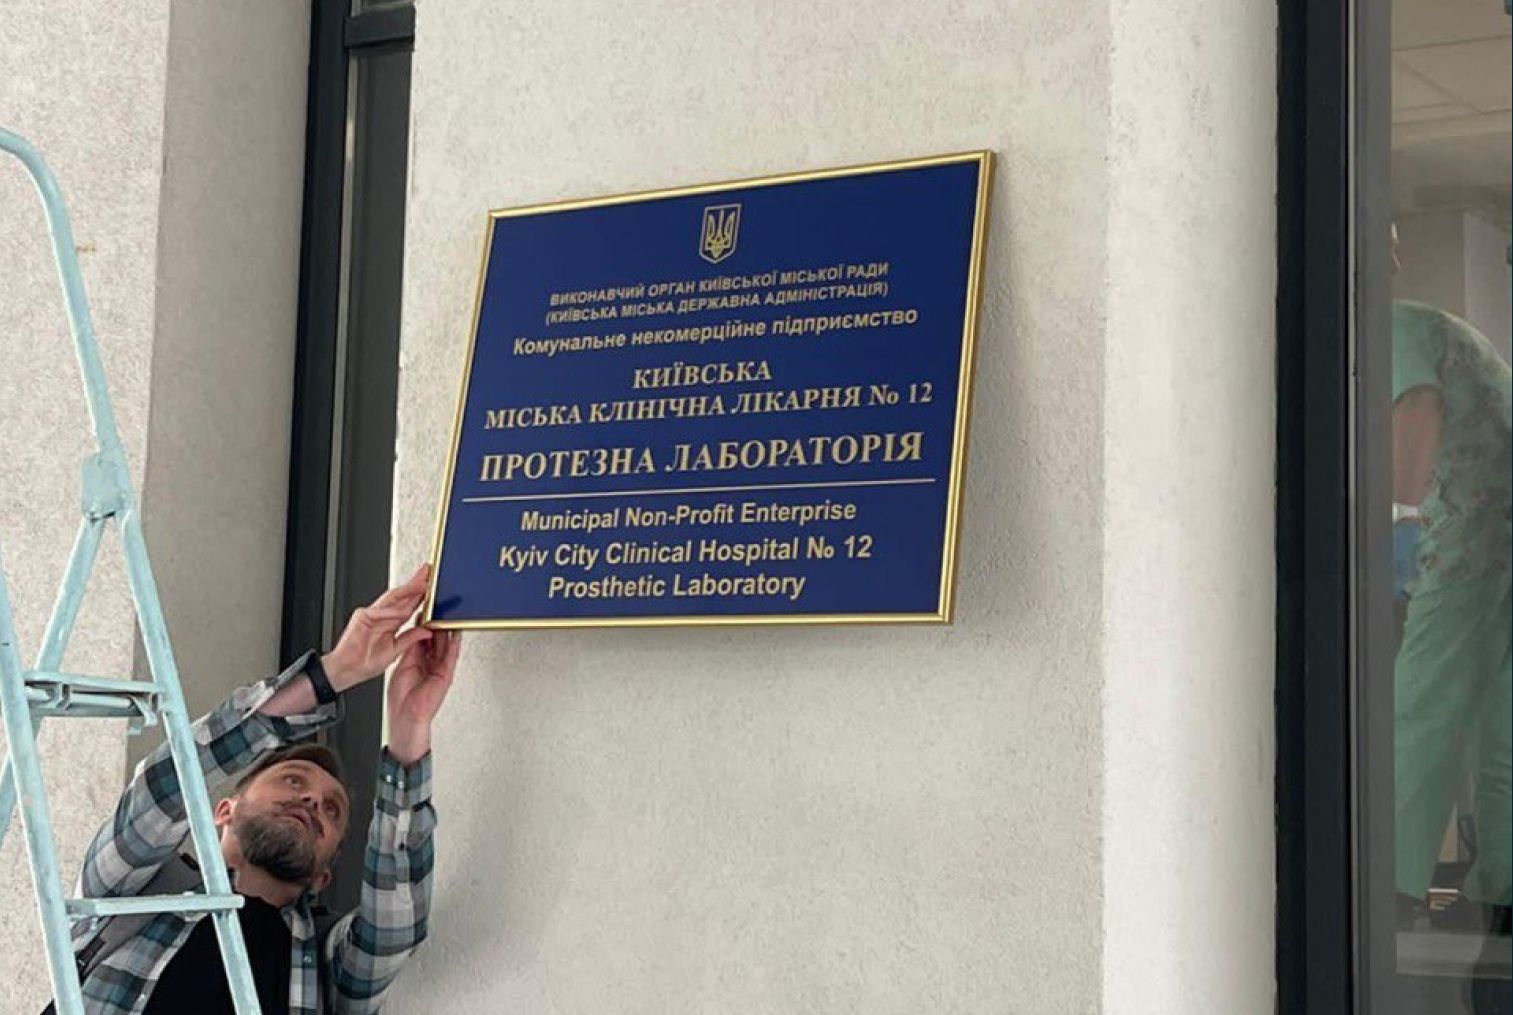 ВИКОНАВЧИЙ ОРГАН КИЇВСЬКОЇ МІСЬКОЇ РАДИ
(КИЇВСЬКА МІСЬКА ДЕРЖАВНА АДМІНІСТРАЦІЯ)
Комунальне некомерційне підприємство
КИЇВСЬКА
МІСЬКА КЛІНІЧНА ЛІКАРНЯ № 12
ПРОТЕЗНА ЛАБОРАТОРІЯ
Municipal Non-Profit Enterprise
Kyiv City Clinical Hospital № 12
Prosthetic Laboratory